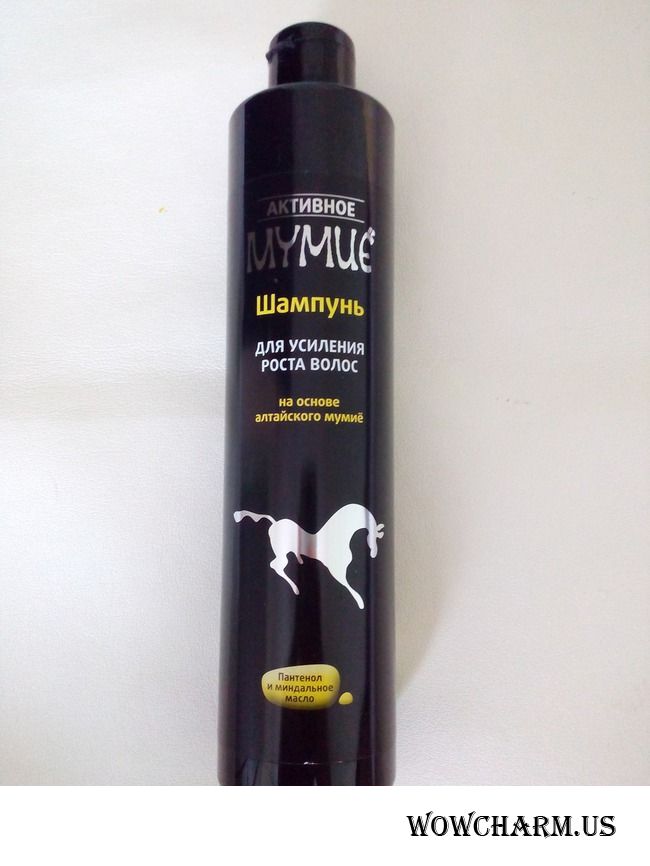 АКТИВНОЕ
МУМИЁ
Шампунь
ДЛЯ УСИЛЕНИЯ
РОСТА ВОЛОС
на основе
алтайского мумиё
Пантенол
и миндальное
масло
WOWCHARM.US